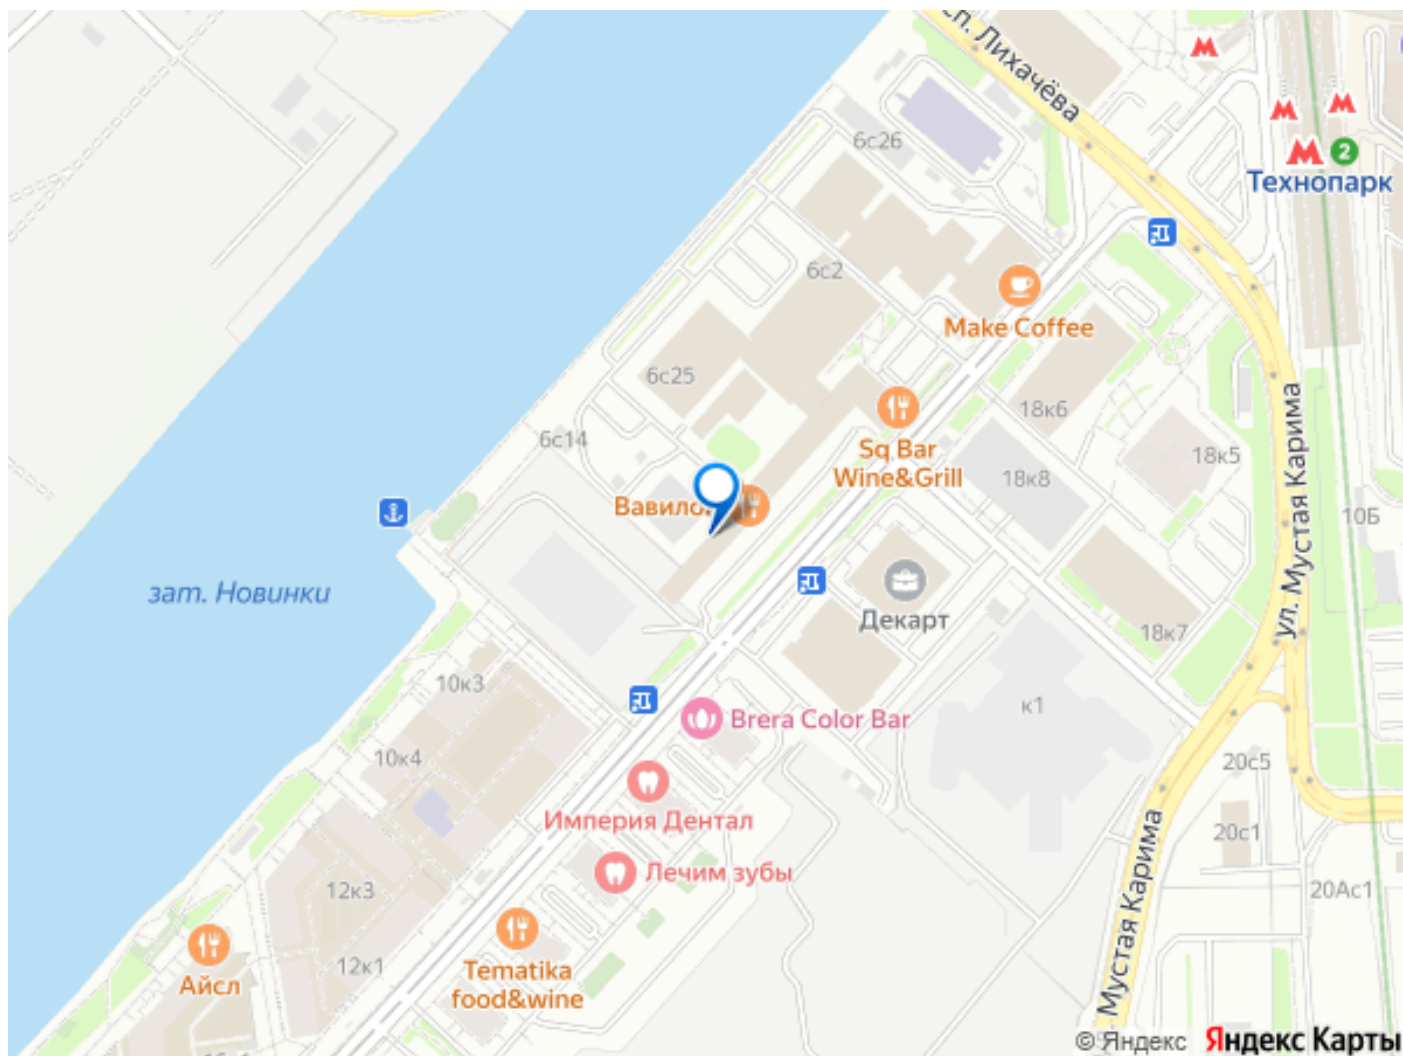 сп. Лихачёва
6с26
2
Технопарк
6с2
Make Coffee
6с25
18к6
6с14
Sq Bar
Wine&Grill
18к5
18к8
10Б
ул. Мустая Карима
зат. Новинки
Декарт
18к7
10к3
к1
Brera Color Bar
10к4
20с5
Империя Дентал
20с1
Мустая Карима
Лечим зубы
12к3
20Ас1
Айсл
12к1
Tematika
food&wine
© Яндекс Яндекс Карты